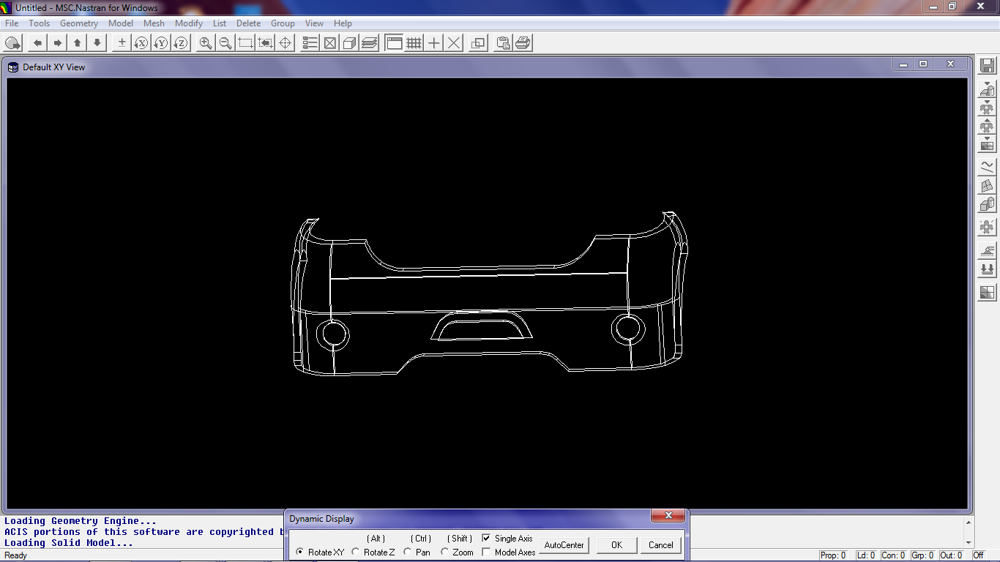 Untitled - MSC.Nastran for Windows
File Tools Geometry Model Mesh Modify List Delete Group View Help
X Y Z
Default XY View
Loading Geometry Engine...
ACIS portions of this software are copyrighted
Loading Solid Model...
Dynamic Display
( Alt ) ( Ctrl ) ( Shift ) Single Axis
Rotate XY Rotate Z Pan Zoom Model Axes
AutoCenter OK Cancel
Ready Prop: 0 Ld: 0 Con: 0 Grp: 0 Out: 0 Off